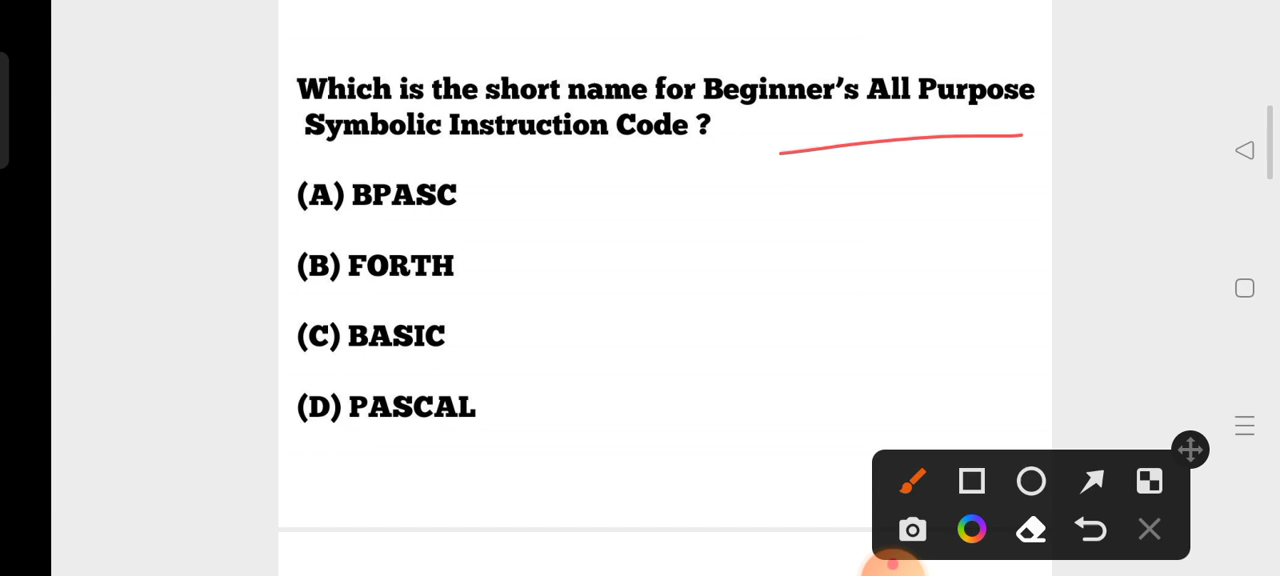 Which is the short name for Beginner's All Purpose
Symbolic Instruction Code ?
(A) BPASC
(B) FORTH
(C) BASIC
(D) PASCAL